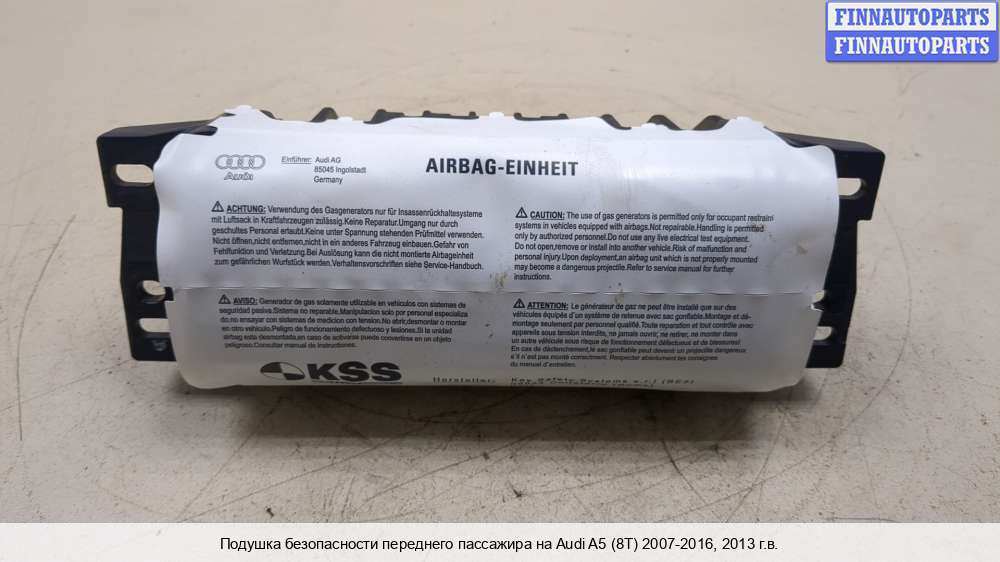 FINNAUTOPARTS
FINNAUTOPARTS
Audi
Einführer: Audi AG
85045 Ingolstadt
Germany
AIRBAG-EINHEIT
ACHTUNG: Verwendung des Gasgenerators nur für Insassenrückhaltesysteme
mit Luftsack in Kraftfahrzeugen zulässig.Keine Reparatur.Umgang nur durch
geschultes Personal erlaubt.Keine unter Spannung stehenden Prüfmittel verwenden.
Nicht öffnen,nicht entfernen,nicht in ein anderes Fahrzeug einbauen.Gefahr von
Fehlfunktion und Verletzung.Bei Auslösung kann die nicht montierte Airbageinheit
zum gefährlichen Wurfstück werden.Verhaltensvorschriften siehe Service-Handbuch.
CAUTION: The use of gas generators is permitted only for occupant restraint
systems in vehicles equipped with airbags.Not repairable.Handling is permitted
only by authorized personnel.Do not use any live electrical test equipment.
Do not open,remove or install into another vehicle.Risk of malfunction and
personal injury.Upon deployment,an airbag unit which is not properly mounted
may become a dangerous projectile.Refer to service manual for further
instructions.
AVISO: Generador de gas solamente utilizable en vehículos con sistemas de
seguridad pasiva.Sistema no reparable.Manipulacion solo por personal especializa
do.no ensayar con sistemas de medicion con tension.No abrir,desmontar o montar
en otro vehículo.Peligro de funcionamiento defectuoso y lesiones.Si la unidad
airbag esta desmontada,en caso de activarse puede convertirse en un objeto
peligroso.Consultar manual de Instrucciones.
ATTENTION: Le générateur de gaz ne peut être installé que sur des
véhicules équipés d'un système de retenue avec sac gonflable.Montage et dé-
montage seulement par personnel qualifié. Toute reparation et tout contrôle avec
appareils sous tension interdits, ne jamais ouvrir, ne retirer, ne monter dans
un autre véhicule sous risque de fonctionnement défectueux et de blessures!
En cas de déclenchement,le sac gonflable peut devenir un projectile dangereux
s'il n'est pas monté correctement. Respecter absolument les consignes
du manuel d'entretien.
KSS
Hersteller: Key Safety Systems s.r.l
Подушка безопасности переднего пассажира на Audi A5 (8T) 2007-2016, 2013 г.в.